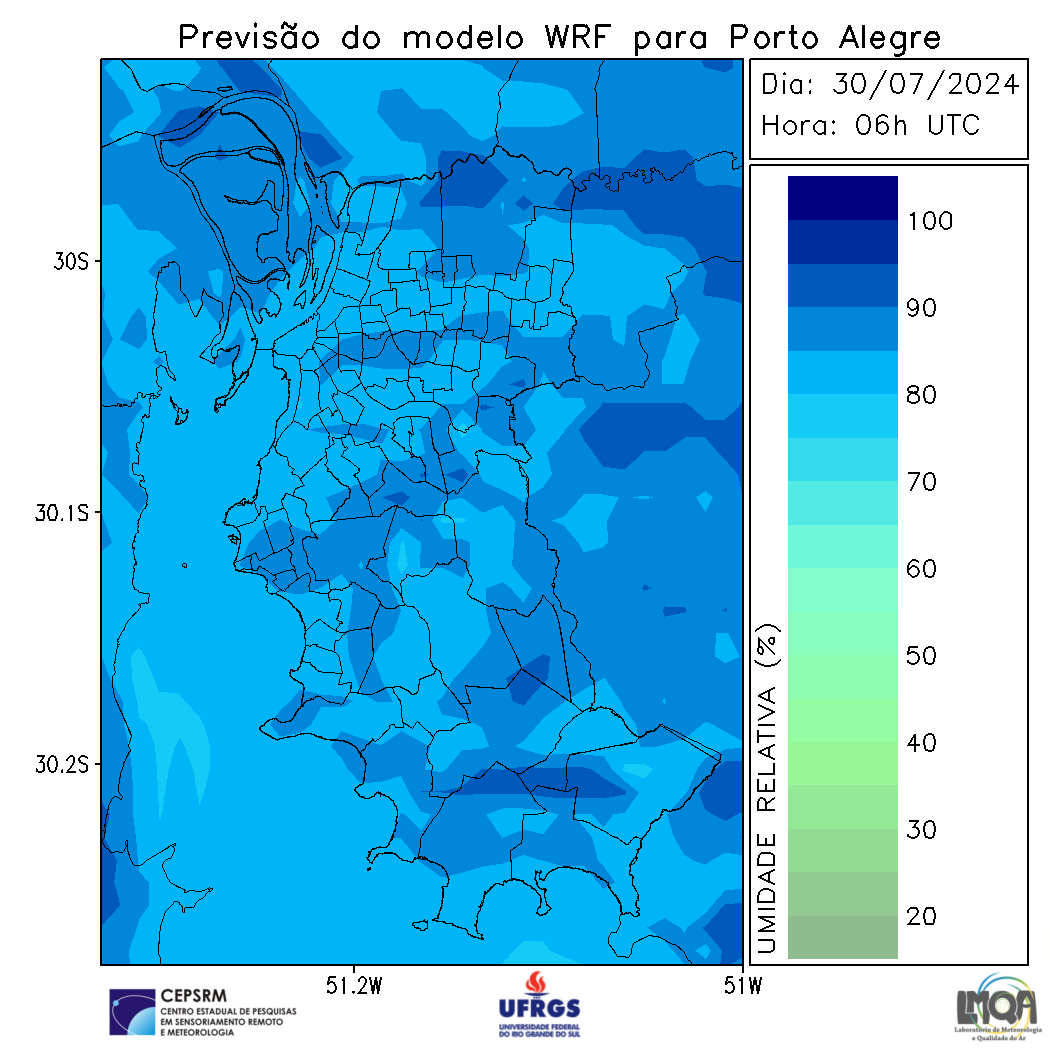 Previsão do modelo WRF para Porto Alegre
Dia: 30/07/2024
Hora: 06h UTC
30S
30.1S
30.2S
51.2W
51W
100
90
80
70
60
50
40
30
20
UMIDADE RELATIVA (%)
CEPSRM
CENTRO ESTADUAL DE PESQUISAS
EM SENSORIAMENTO REMOTO
E METEOROLOGIA
UFRGS
UNIVERSIDADE FEDERAL
DO RIO GRANDE DO SUL
LMQA
Laboratório de Meteorologia
e Qualidade do Ar